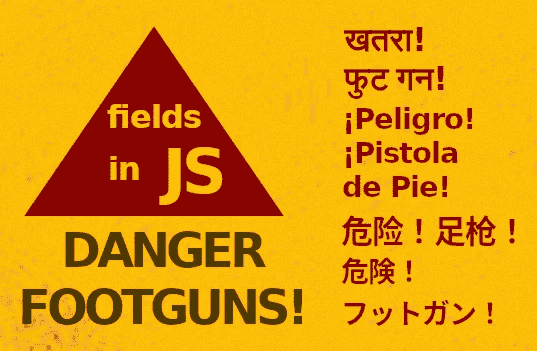 fields
in JS
DANGER
FOOTGUNS!
खतरा!
फुट गन!
¡Peligro!
¡Pistola
de Pie!
危险！足枪！
危険！
フットガン！